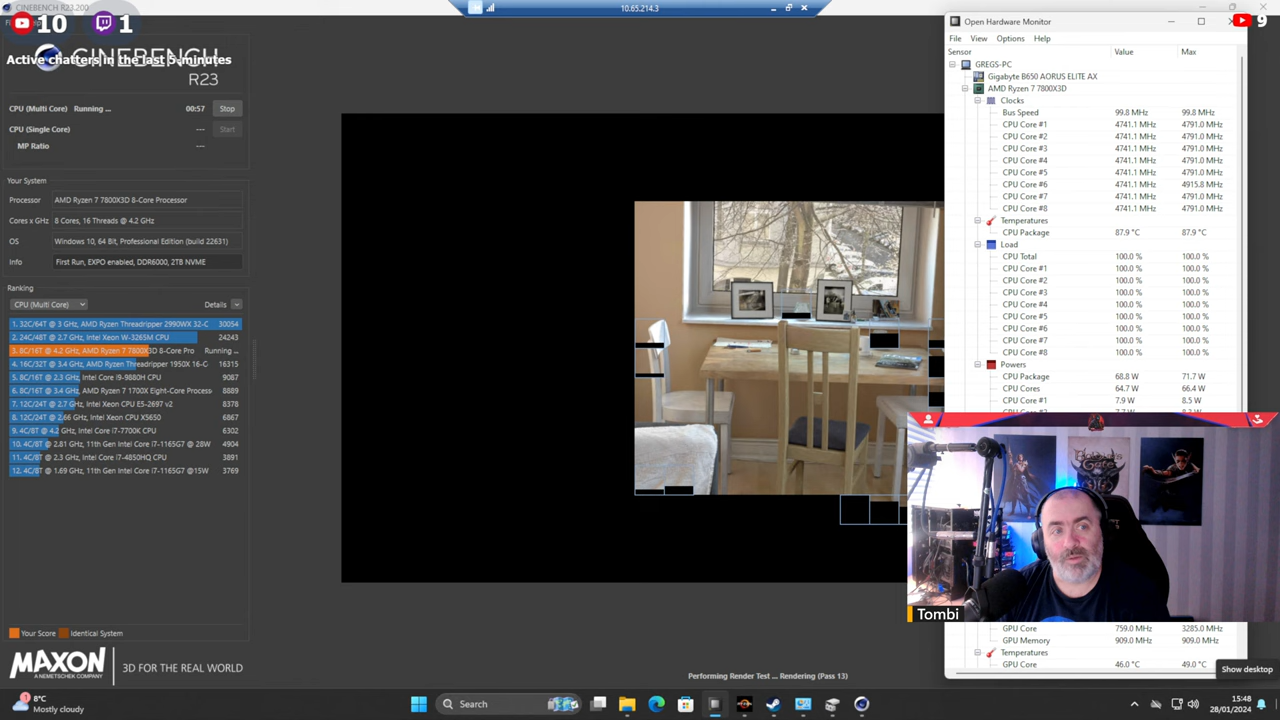 CINEBENCH R23.200
10
1
CINEBENCH
R23
Active chatters in the last 5 minutes
CPU (Multi Core) Running ... 00:57 Stop
CPU (Single Core) --- Start
MP Ratio ---
Your System
Processor AMD Ryzen 7 7800X3D 8-Core Processor
Cores x GHz 8 Cores, 16 Threads @ 4.2 GHz
OS Windows 10, 64 Bit, Professional Edition (build 22631)
Info First Run, EXPO enabled, DDR6000, 2TB NVME
Ranking
CPU (Multi Core) Details
1. 32C/64T @ 3 GHz, AMD Ryzen Threadripper 2990WX 32-C 30054
2. 24C/48T @ 2.7 GHz, Intel Xeon W-3265M CPU 24243
3. 8C/16T @ 4.2 GHz, AMD Ryzen 7 7800X3D 8-Core Pro Running ...
4. 16C/32T @ 3.4 GHz, AMD Ryzen Threadripper 1950X 16-C 16315
5. 8C/16T @ 2.3 GHz, Intel Core i9-9880H CPU 9087
6. 8C/16T @ 3.4 GHz, AMD Ryzen 7 1700X Eight-Core Proces 8889
7. 12C/24T @ 2.7 GHz, Intel Xeon CPU E5-2697 v2 8378
8. 12C/24T @ 2.66 GHz, Intel Xeon CPU X5650 6867
9. 4C/8T @ 4.2 GHz, Intel Core i7-7700K CPU 6302
10. 4C/8T @ 2.81 GHz, 11th Gen Intel Core i7-1165G7 @ 28W 4904
11. 4C/8T @ 2.3 GHz, Intel Core i7-4850HQ CPU 3891
12. 4C/8T @ 1.69 GHz, 11th Gen Intel Core i7-1165G7 @15W 3769
Your Score Identical System
MAXON
A NEMETSCHEK COMPANY
3D FOR THE REAL WORLD
10.65.214.3
Performing Render Test ... Rendering (Pass 13)
Open Hardware Monitor
9
File View Options Help
Sensor Value Max
GREGS-PC
Gigabyte B650 AORUS ELITE AX
AMD Ryzen 7 7800X3D
Clocks
Bus Speed 99.8 MHz 99.8 MHz
CPU Core #1 4741.1 MHz 4791.0 MHz
CPU Core #2 4741.1 MHz 4791.0 MHz
CPU Core #3 4741.1 MHz 4791.0 MHz
CPU Core #4 4741.1 MHz 4791.0 MHz
CPU Core #5 4741.1 MHz 4791.0 MHz
CPU Core #6 4741.1 MHz 4915.8 MHz
CPU Core #7 4741.1 MHz 4791.0 MHz
CPU Core #8 4741.1 MHz 4791.0 MHz
Temperatures
CPU Package 87.9 °C 87.9 °C
Load
CPU Total 100.0 % 100.0 %
CPU Core #1 100.0 % 100.0 %
CPU Core #2 100.0 % 100.0 %
CPU Core #3 100.0 % 100.0 %
CPU Core #4 100.0 % 100.0 %
CPU Core #5 100.0 % 100.0 %
CPU Core #6 100.0 % 100.0 %
CPU Core #7 100.0 % 100.0 %
CPU Core #8 100.0 % 100.0 %
Powers
CPU Package 68.8 W 71.7 W
CPU Cores 64.7 W 66.4 W
CPU Core #1 7.9 W 8.5 W
Tombi
GPU Core 759.0 MHz 3285.0 MHz
GPU Memory 909.0 MHz 909.0 MHz
Temperatures
GPU Core 46.0 °C 49.0 °C
Show desktop
8°C
Mostly cloudy
Search
15:48
28/01/2024